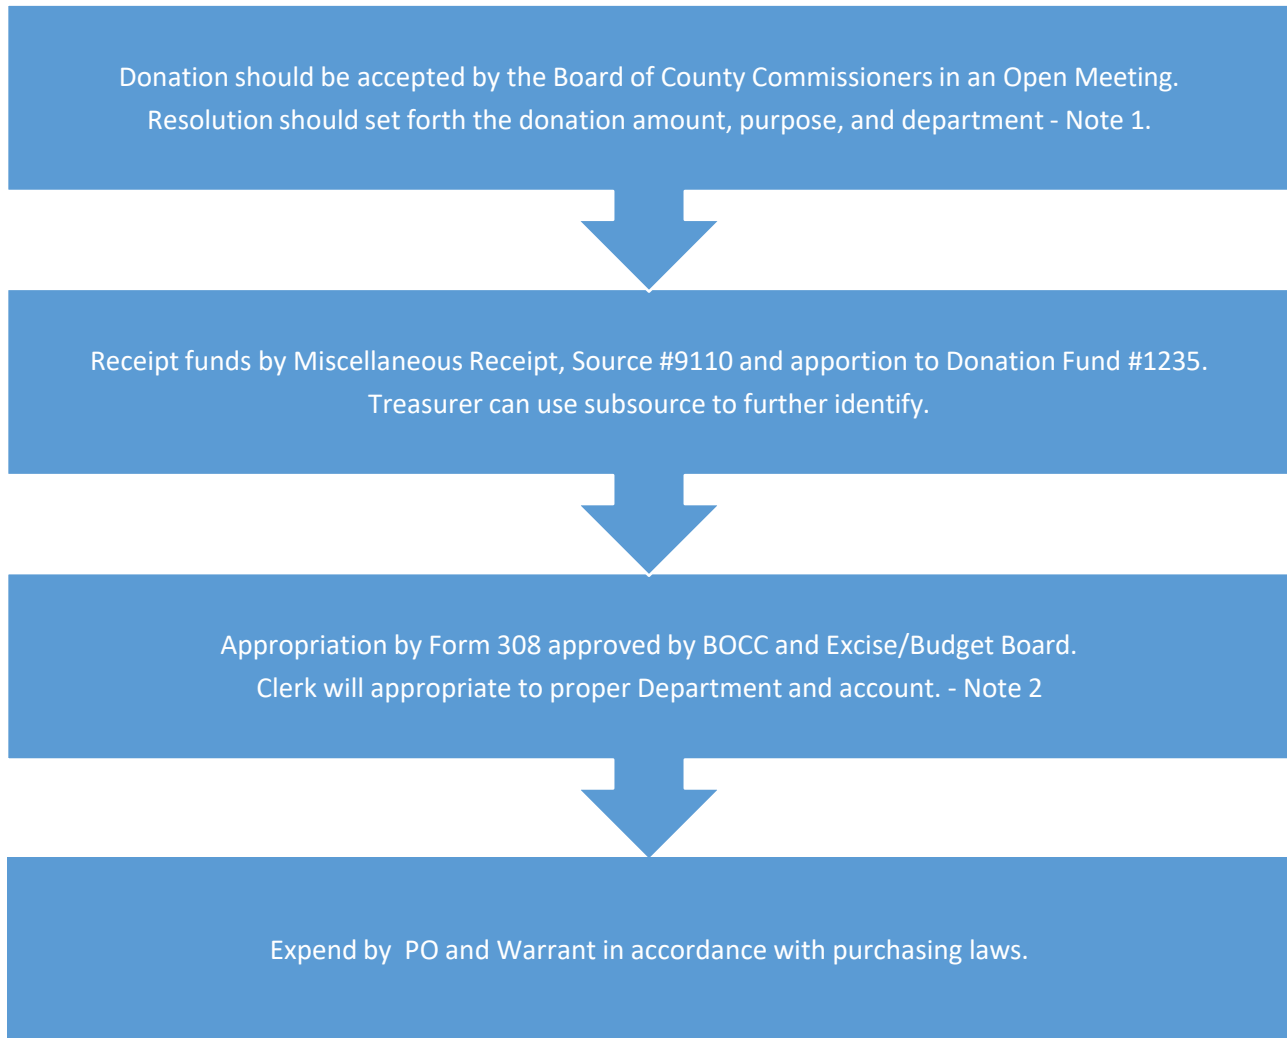 Donation should be accepted by the Board of County Commissioners in an Open Meeting.
Resolution should set forth the donation amount, purpose, and department - Note 1.
Receipt funds by Miscellaneous Receipt, Source #9110 and apportion to Donation Fund #1235.
Treasurer can use subsource to further identify.
Appropriation by Form 308 approved by BOCC and Excise/Budget Board.
Clerk will appropriate to proper Department and account. - Note 2
Expend by PO and Warrant in accordance with purchasing laws.